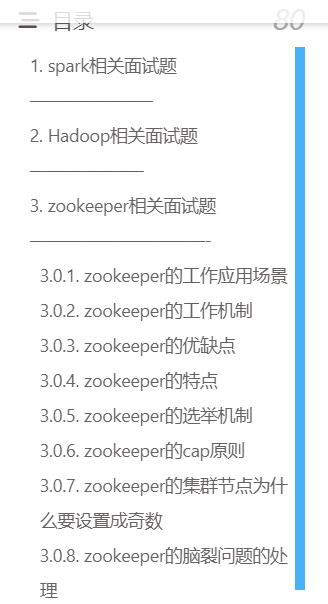 目录
80
1. spark相关面试题
———————
2. Hadoop相关面试题
———————
3. zookeeper相关面试题
——————————-
3.0.1. zookeeper的工作应用场景
3.0.2. zookeeper的工作机制
3.0.3. zookeeper的优缺点
3.0.4. zookeeper的特点
3.0.5. zookeeper的选举机制
3.0.6. zookeeper的cap原则
3.0.7. zookeeper的集群节点为什
么要设置成奇数
3.0.8. zookeeper的脑裂问题的处
理